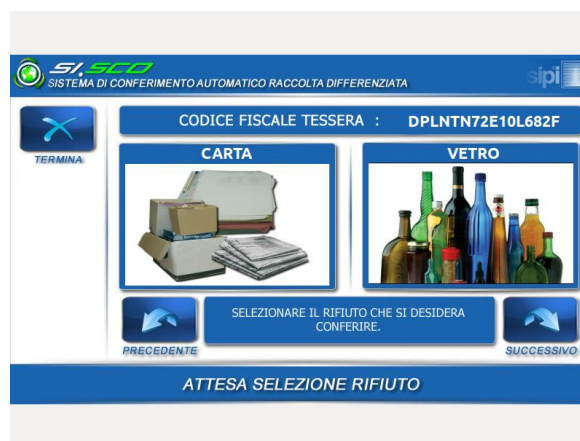 SI.SCO
SISTEMA DI CONFERIMENTO AUTOMATICO RACCOLTA DIFFERENZIATA
sipi
TERMINA
CODICE FISCALE TESSERA : DPLNTN72E10L682F
CARTA
VETRO
PRECEDENTE
SELEZIONARE IL RIFIUTO CHE SI DESIDERA
CONFERIRE.
SUCCESSIVO
ATTESA SELEZIONE RIFIUTO